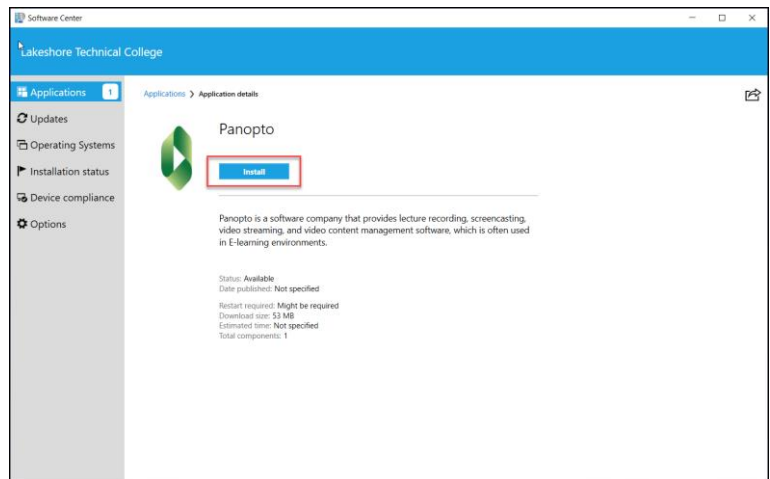 Software Center
Lakeshore Technical College
Applications 1
Updates
Operating Systems
Installation status
Device compliance
Options
Applications > Application details
Panopto
Install
Panopto is a software company that provides lecture recording, screencasting,
video streaming, and video content management software, which is often used
in E-learning environments.
Status: Available
Date published: Not specified
Restart required: Might be required
Download size: 53 MB
Estimated time: Not specified
Total components: 1